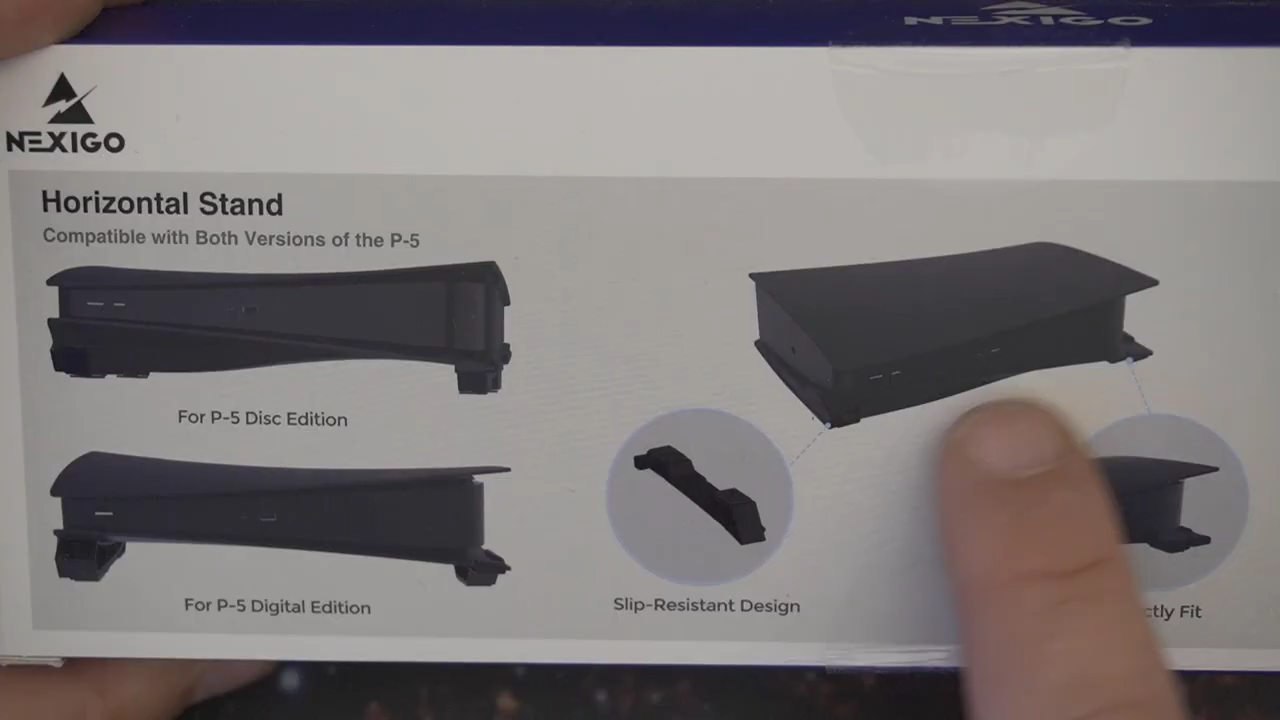 NEXIGO
NEXIGO
Horizontal Stand
Compatible with Both Versions of the P-5
For P-5 Disc Edition
For P-5 Digital Edition
Slip-Resistant Design
Fit